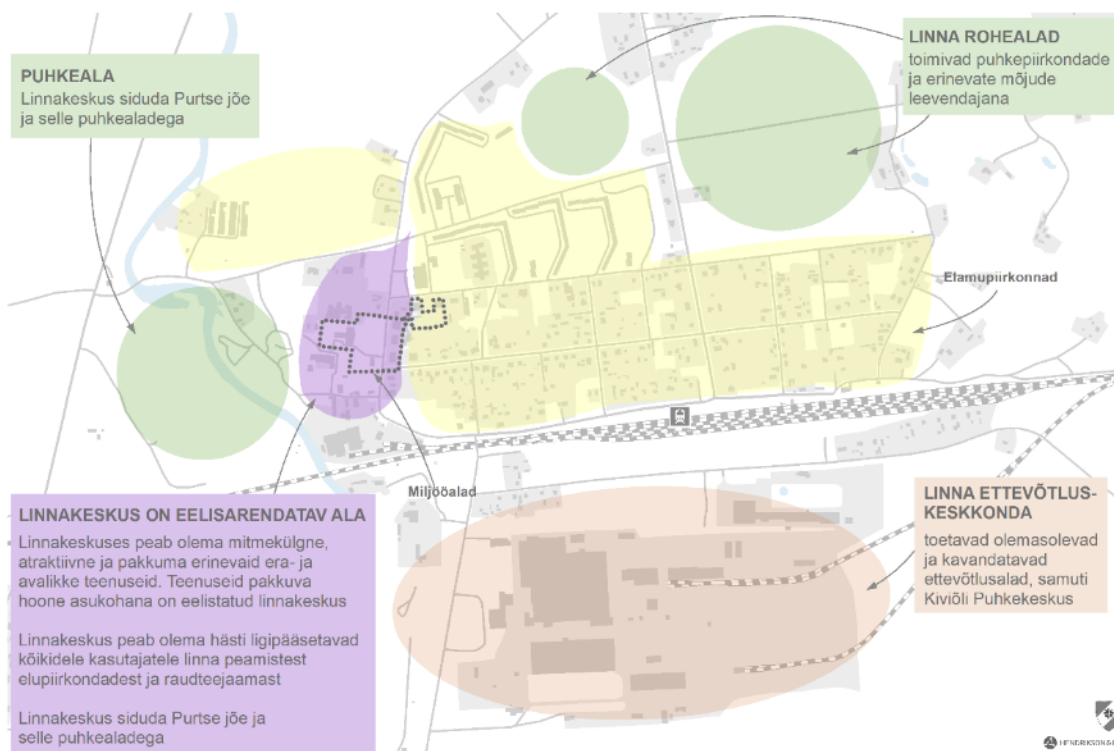 PUHKEALA
Linnakeskus siduda Purtse jõe
ja selle puhkealadega
LINNA ROHEALAD
toimivad puhkepiirkondade
ja erinevate mõjude
leevendajana
Elamupiirkonnad
Miljööalad
LINNAKESKUS ON EELISARENDATAV ALA
Linnakeskuses peab olema mitmekülgne,
atraktiivne ja pakkuma erinevaid era- ja
avalikke teenuseid. Teenuseid pakkuva
hoone asukohana on eelistatud linnakeskus
Linnakeskus peab olema hästi ligipääsetavad
kõikidele kasutajatele linna peamistest
elupiirkondadest ja raudteejaamast
Linnakeskus siduda Purtse jõe ja
selle puhkealadega
LINNA ETTEVÕTLUS-
KESKKONDA
toetavad olemasolevad
ja kavandatavad
ettevõtlusalad, samuti
Kiviõli Puhkekeskus
HENDRIKSON&